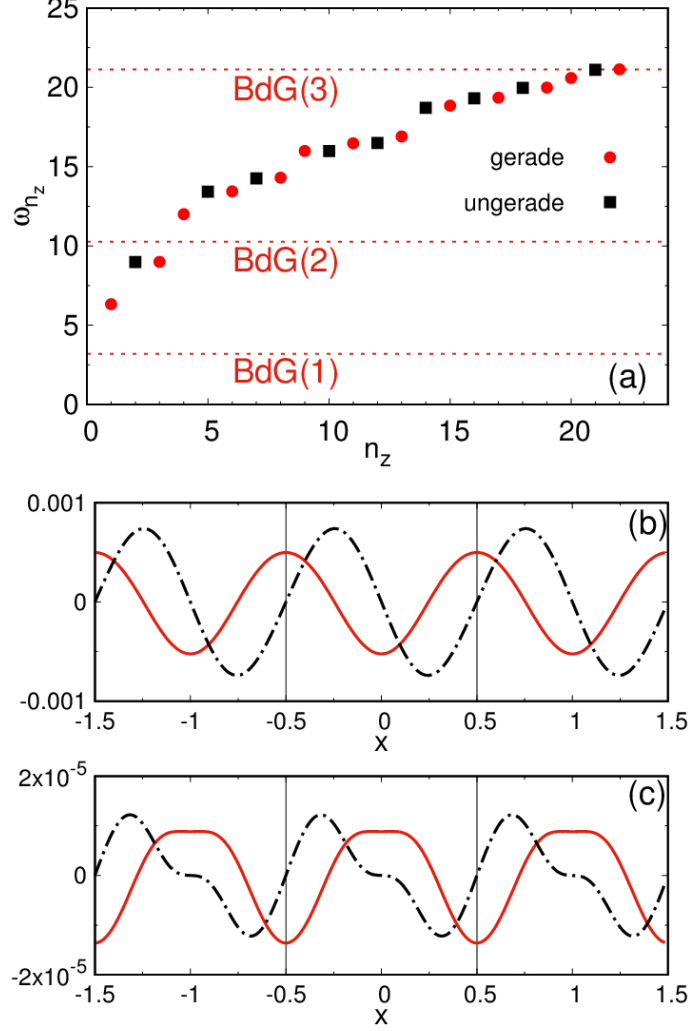 25
20
15
10
5
0
ω_{n_z}
BdG(3)
gerade
ungerade
BdG(2)
BdG(1)
(a)
0 5 10 15 20
n_z
0.001
0
-0.001
(b)
-1.5 -1 -0.5 0 0.5 1 1.5
x
2x10^{-5}
0
-2x10^{-5}
(c)
-1.5 -1 -0.5 0 0.5 1 1.5
x